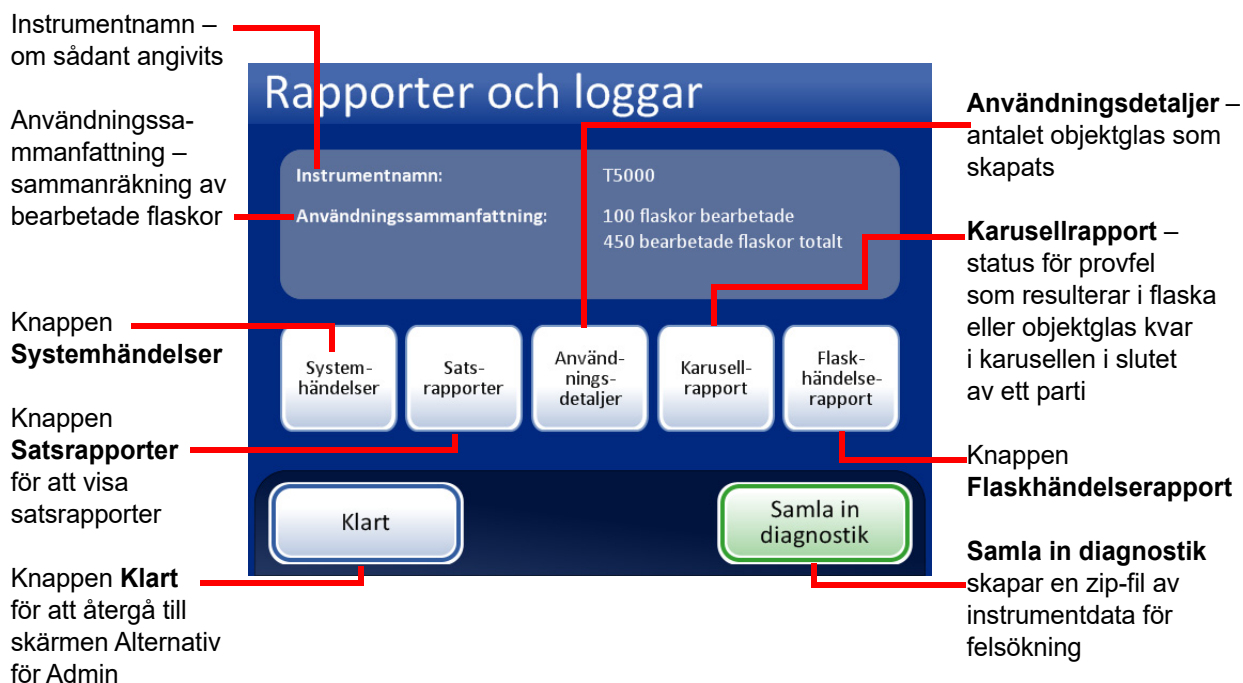 Instrumentnamn –
om sådant angivits
Användningssa-
mmanfattning –
sammanräkning av
bearbetade flaskor
Knappen
Systemhändelser
Knappen
Satsrapporter
för att visa
satsrapporter
Knappen Klart
för att återgå till
skärmen Alternativ
för Admin
Rapporter och loggar
Instrumentnamn: T5000
Användningssammanfattning: 100 flaskor bearbetade
450 bearbetade flaskor totalt
System-
händelser
Sats-
rapporter
Använd-
nings-
detaljer
Karusell-
rapport
Flask-
händelse-
rapport
Klart
Samla in
diagnostik
Användningsdetaljer –
antalet objektglas som
skapats
Karusellrapport –
status för provfel
som resulterar i flaska
eller objektglas kvar
i karusellen i slutet
av ett parti
Knappen
Flaskhändelserapport
Samla in diagnostik
skapar en zip-fil av
instrumentdata för
felsökning